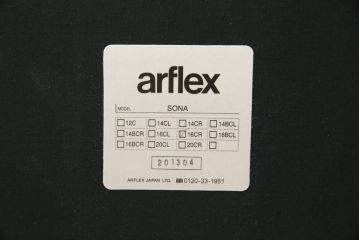 arflex
MODEL SONA
12C 14CL 14CR 14BCL
14BCR 16CL 16CR 16BCL
16BCR 20CL 20CR
201304
ARFLEX JAPAN LTD. 0120-33-1951